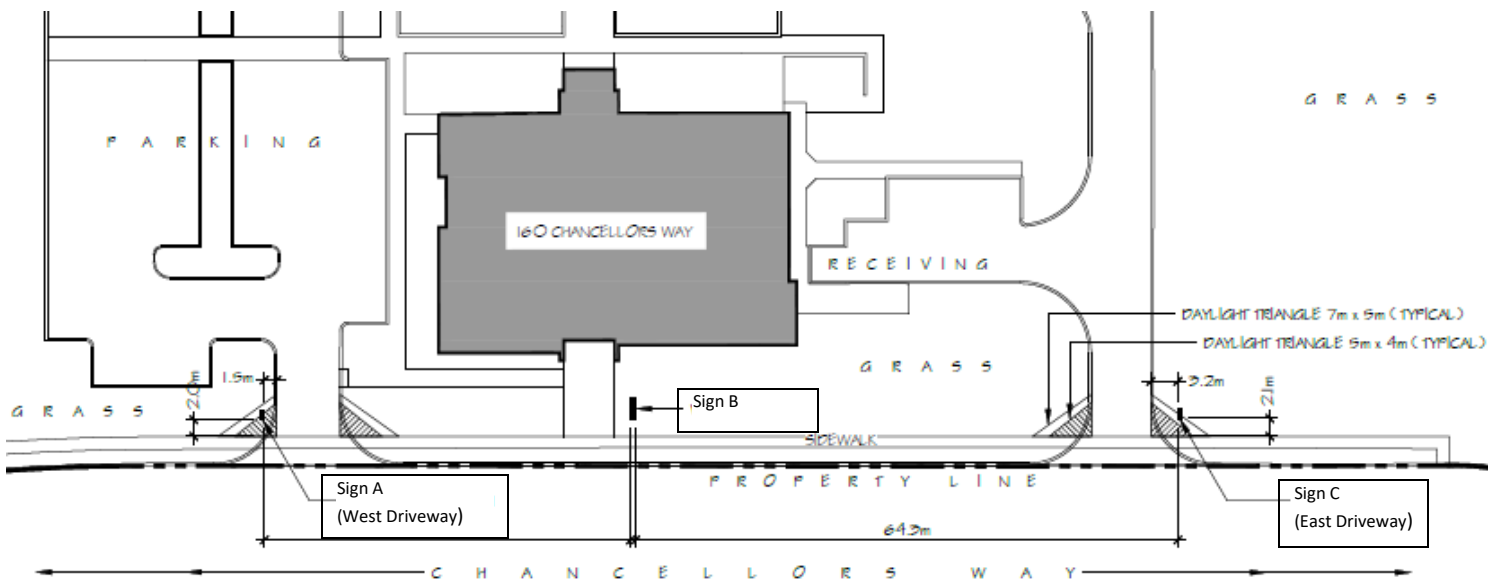 GRASS
PARKING
160 CHANCELLORS WAY
RECEIVING
DAYLIGHT TRIANGLE 7m x 5m (TYPICAL)
DAYLIGHT TRIANGLE 5m x 4m (TYPICAL)
GRASS
1.5m
2.0m
3.2m
2.1m
GRASS
Sign B
SIDEWALK
PROPERTY LINE
Sign A
(West Driveway)
Sign C
(East Driveway)
64.3m
CHANCELLORS WAY